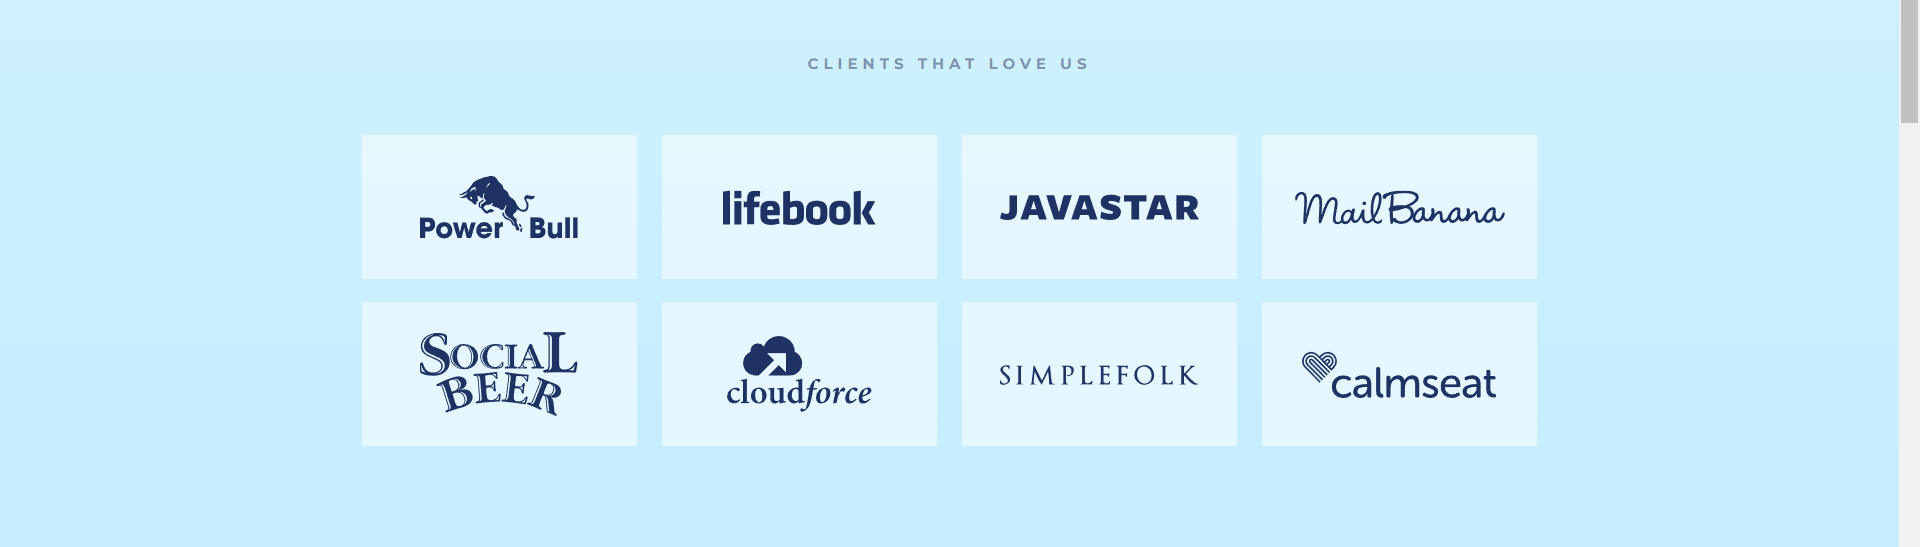 CLIENTS THAT LOVE US
Power Bull
lifebook
JAVASTAR
MailBanana
SOCIAL
BEER
cloudforce
SIMPLEFOLK
calmseat